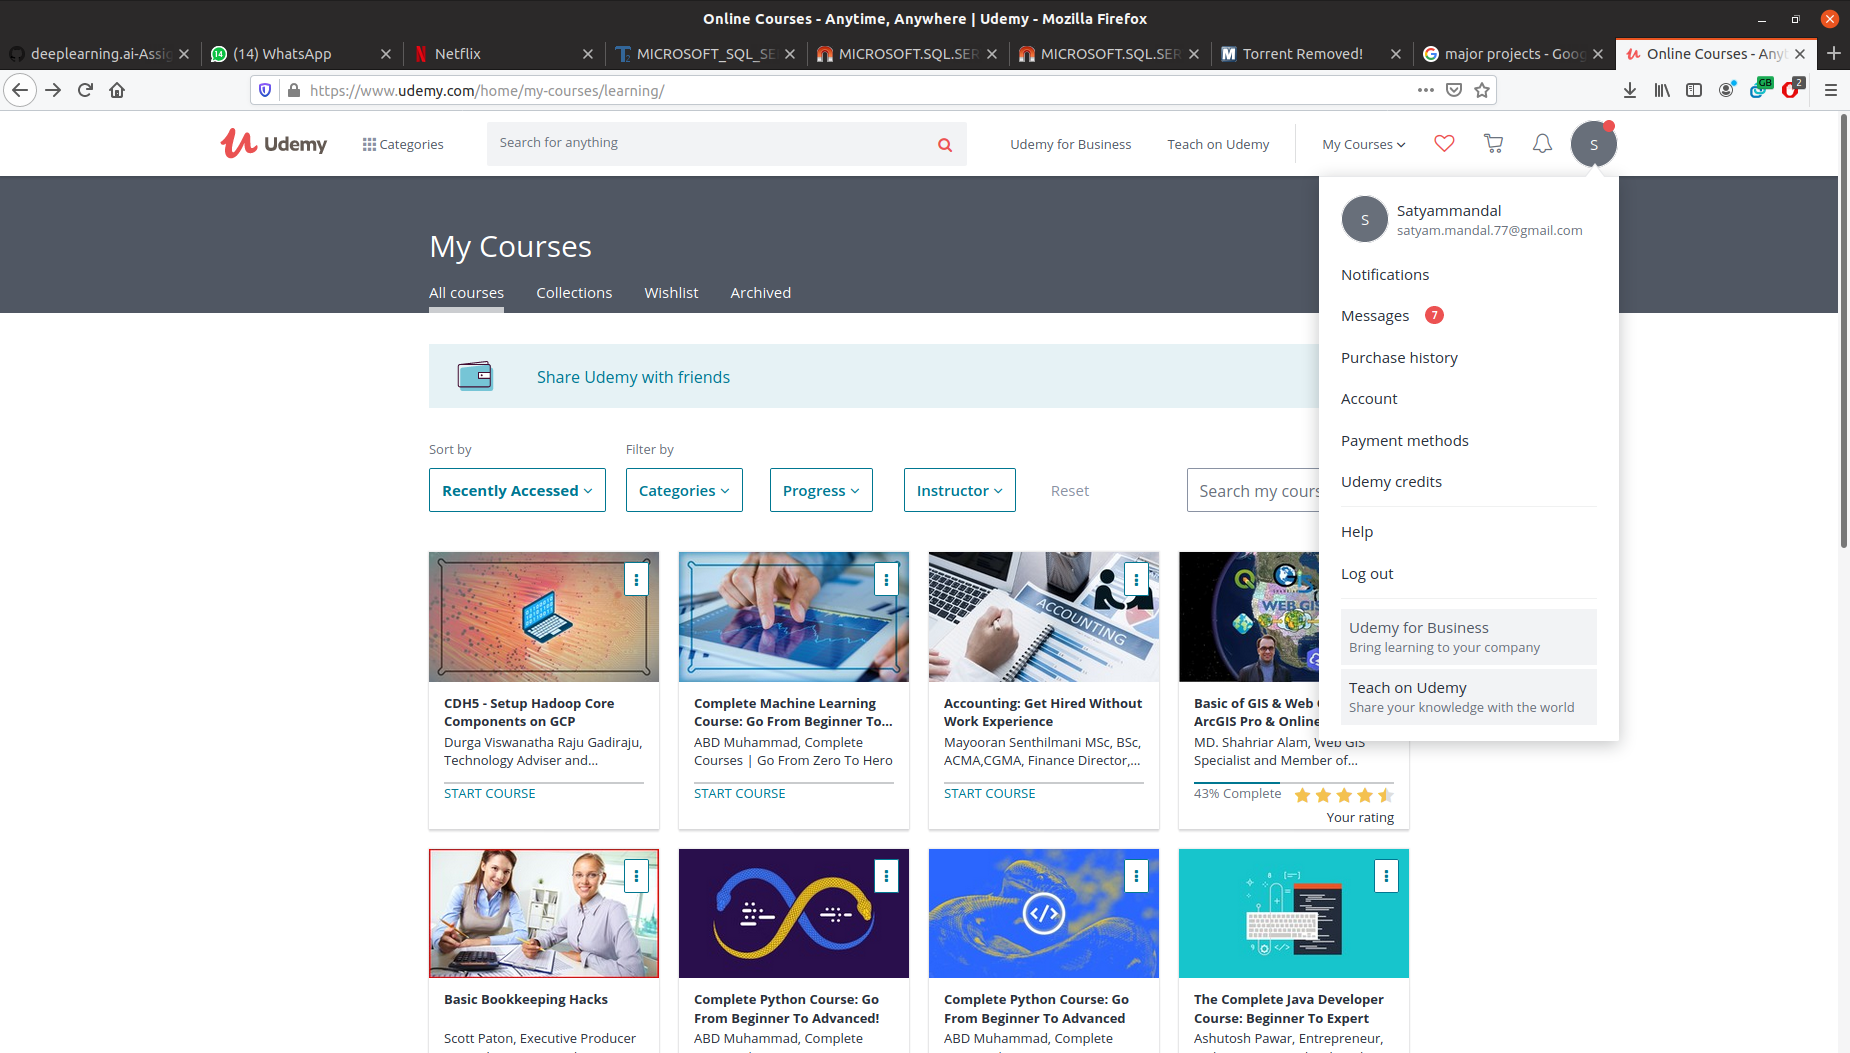 Online Courses - Anytime, Anywhere | Udemy - Mozilla Firefox
deeplearning.ai-Assig
(14) WhatsApp
Netflix
MICROSOFT_SQL_SE
MICROSOFT.SQL.SER
MICROSOFT.SQL.SER
Torrent Removed!
major projects - Goog
Online Courses - Anyt
https://www.udemy.com/home/my-courses/learning/
GB
2
Udemy
Categories
Search for anything
Udemy for Business
Teach on Udemy
My Courses
S
S
Satyammandal
satyam.mandal.77@gmail.com
Notifications
Messages 7
Purchase history
Account
Payment methods
Udemy credits
Help
Log out
Udemy for Business
Bring learning to your company
Teach on Udemy
Share your knowledge with the world
My Courses
All courses
Collections
Wishlist
Archived
Share Udemy with friends
Sort by
Filter by
Recently Accessed
Categories
Progress
Instructor
Reset
Search my cours
ACCOUNTING
ACCOUNTING
WEB GIS
CDH5 - Setup Hadoop Core
Components on GCP
Durga Viswanatha Raju Gadiraju,
Technology Adviser and...
START COURSE
Complete Machine Learning
Course: Go From Beginner To...
ABD Muhammad, Complete
Courses | Go From Zero To Hero
START COURSE
Accounting: Get Hired Without
Work Experience
Mayooran Senthilmani MSc, BSc,
ACMA,CGMA, Finance Director,...
START COURSE
Basic of GIS & Web
ArcGIS Pro & Online
MD. Shahriar Alam, Web GIS
Specialist and Member of...
43% Complete
Your rating
Basic Bookkeeping Hacks
Scott Paton, Executive Producer
Complete Python Course: Go
From Beginner To Advanced!
ABD Muhammad, Complete
Complete Python Course: Go
From Beginner To Advanced
ABD Muhammad, Complete
The Complete Java Developer
Course: Beginner To Expert
Ashutosh Pawar, Entrepreneur,